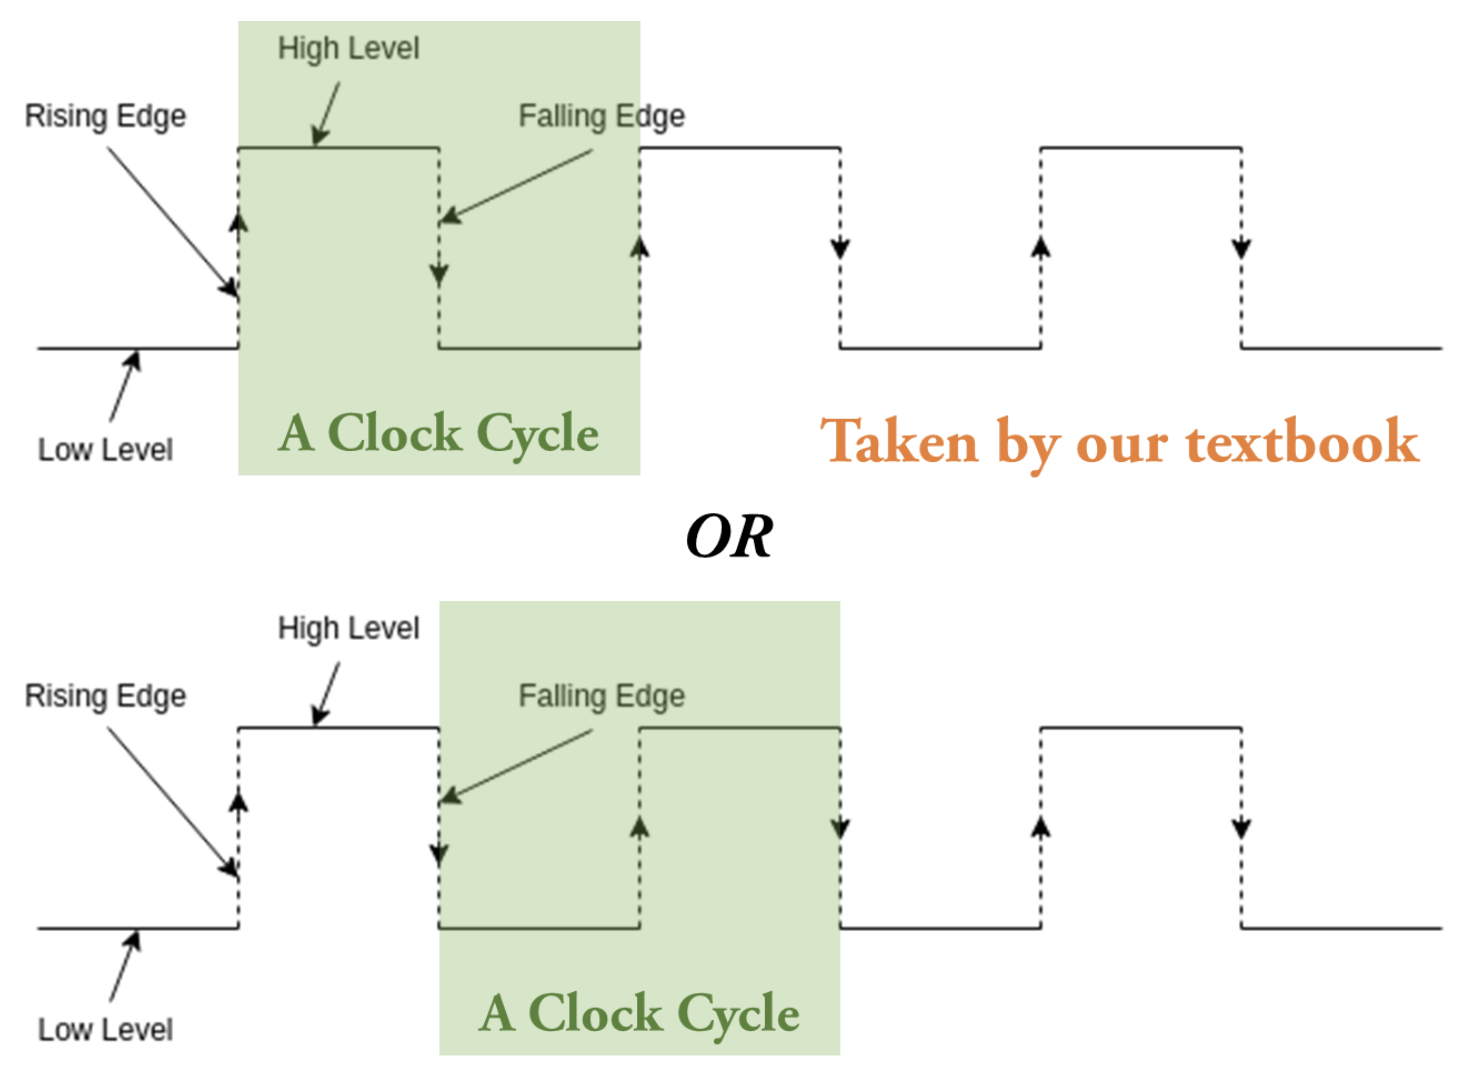 High Level
Rising Edge
Falling Edge
A Clock Cycle
Low Level
Taken by our textbook
OR
High Level
Rising Edge
Falling Edge
A Clock Cycle
Low Level